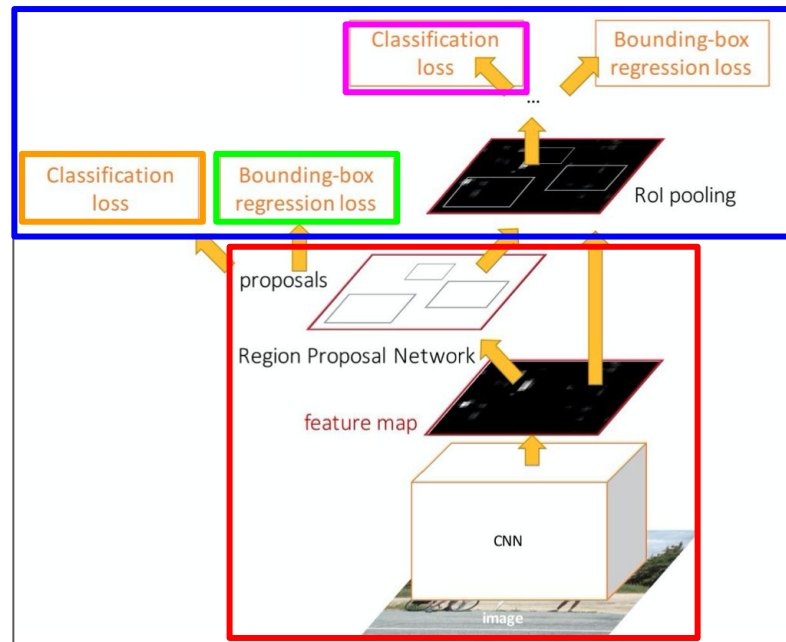 Classification
loss
Bounding-box
regression loss
...
Classification
loss
Bounding-box
regression loss
RoI pooling
proposals
Region Proposal Network
feature map
CNN
image